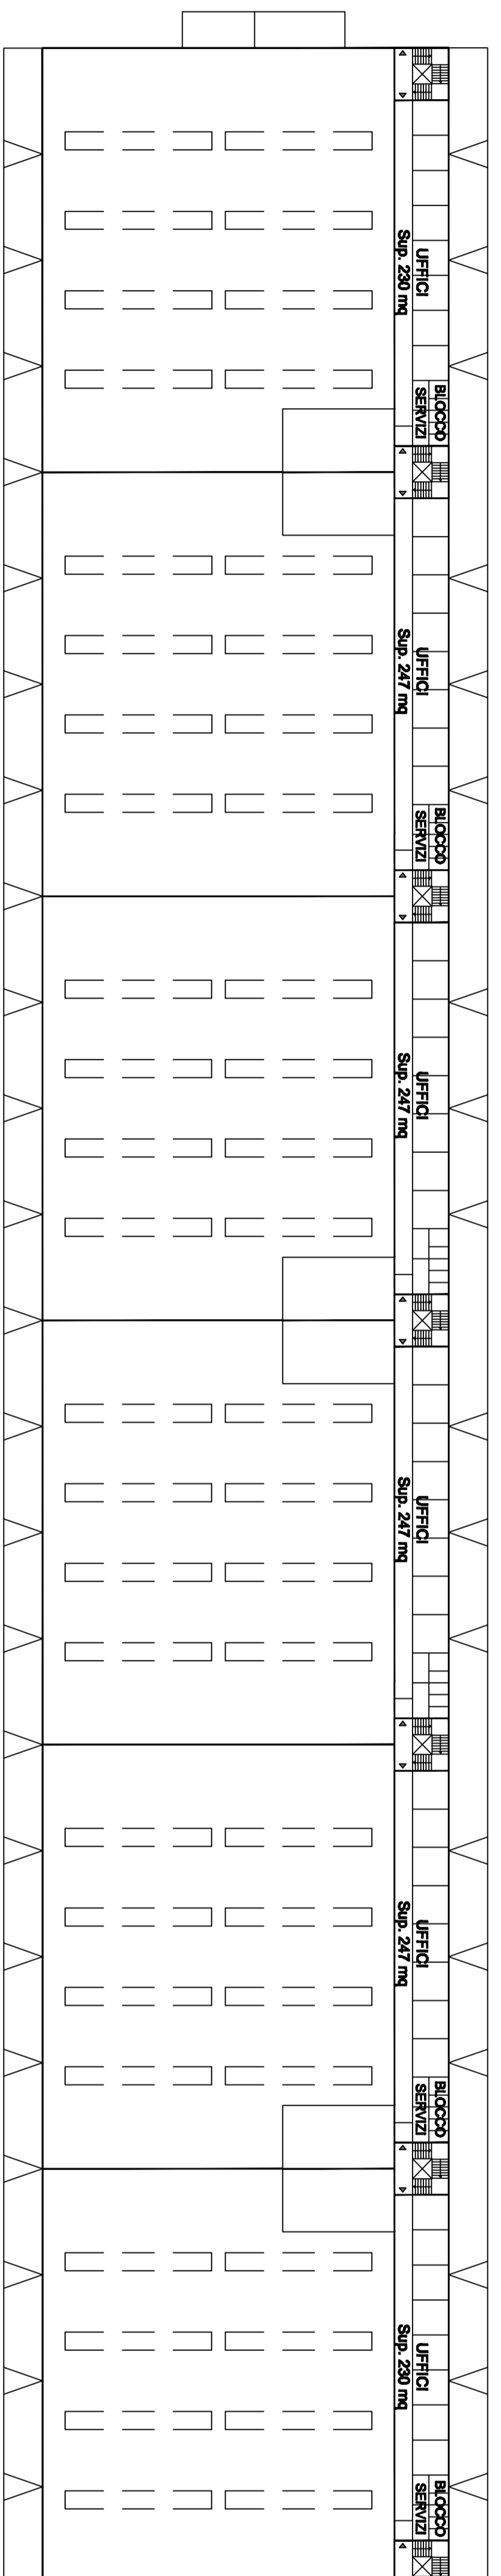 UFFICI
Sup. 230 mq
BLOCCO
SERVIZI
UFFICI
Sup. 247 mq
BLOCCO
SERVIZI
UFFICI
Sup. 247 mq
UFFICI
Sup. 247 mq
UFFICI
Sup. 247 mq
BLOCCO
SERVIZI
UFFICI
Sup. 230 mq
BLOCCO
SERVIZI